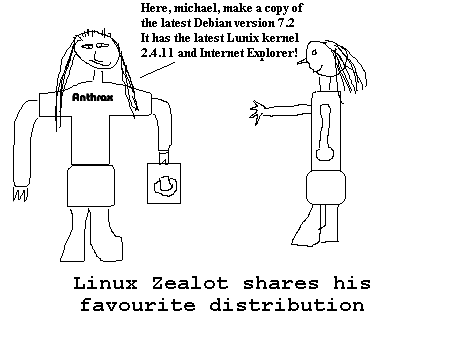 Here, michael, make a copy of
the latest Debian version 7.2
It has the latest Lunix kernel
2.4.11 and Internet Explorer!
Anthrax
Linux Zealot shares his
favourite distribution